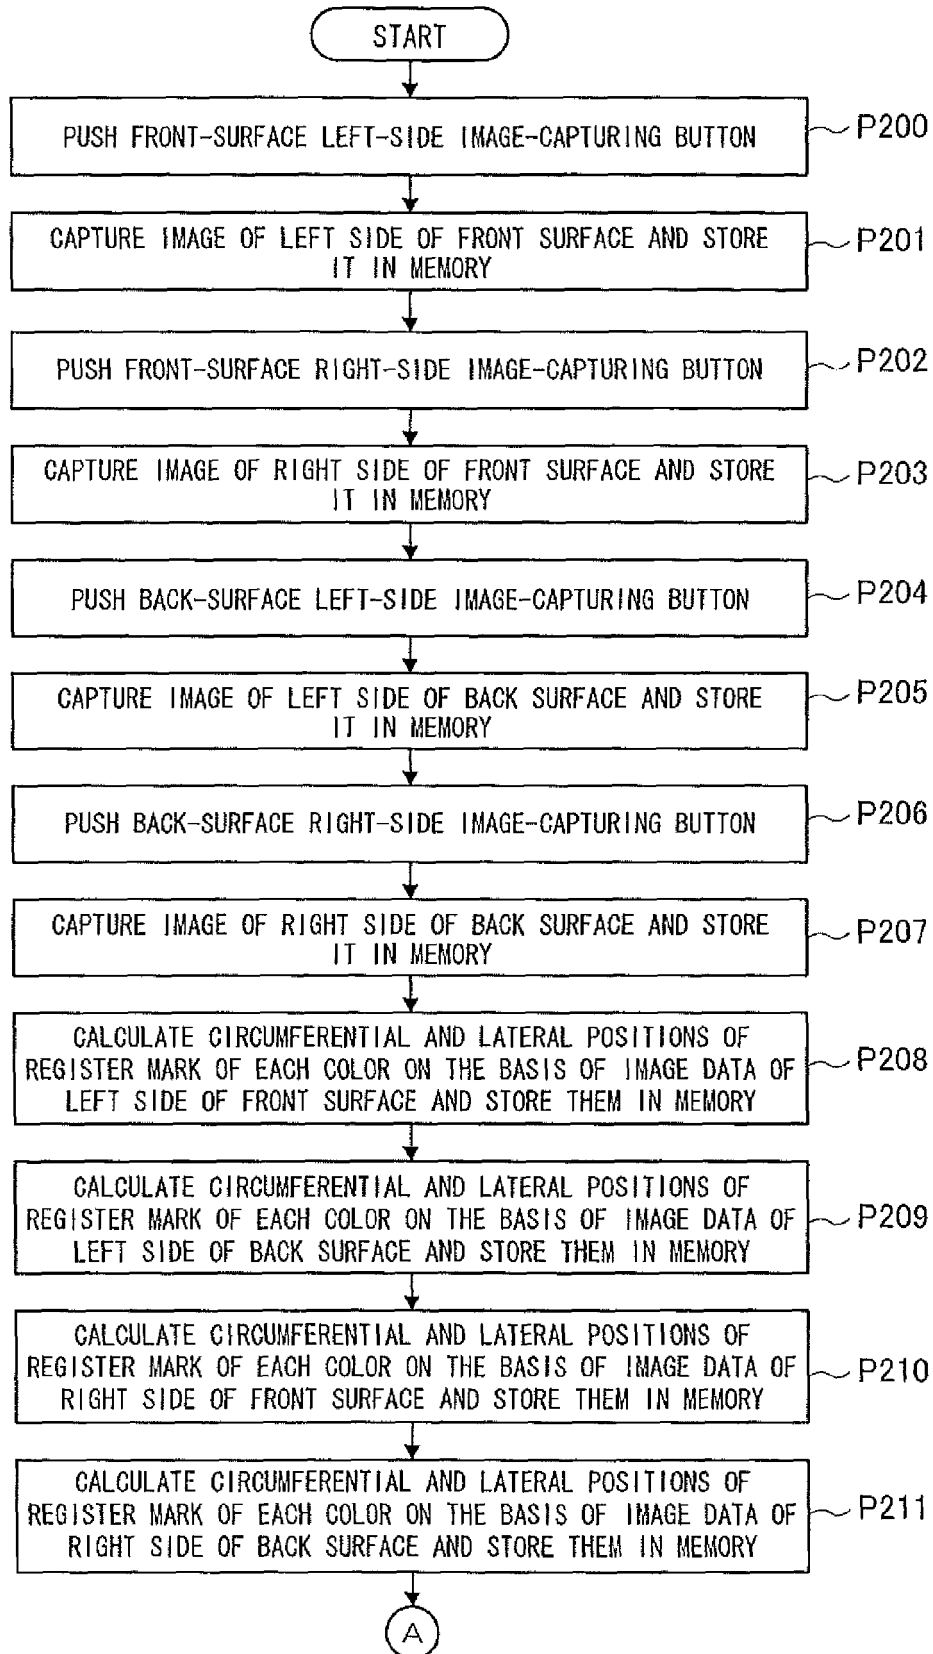 START
PUSH FRONT-SURFACE LEFT-SIDE IMAGE-CAPTURING BUTTON
P200
CAPTURE IMAGE OF LEFT SIDE OF FRONT SURFACE AND STORE
IT IN MEMORY
P201
PUSH FRONT-SURFACE RIGHT-SIDE IMAGE-CAPTURING BUTTON
P202
CAPTURE IMAGE OF RIGHT SIDE OF FRONT SURFACE AND STORE
IT IN MEMORY
P203
PUSH BACK-SURFACE LEFT-SIDE IMAGE-CAPTURING BUTTON
P204
CAPTURE IMAGE OF LEFT SIDE OF BACK SURFACE AND STORE
IT IN MEMORY
P205
PUSH BACK-SURFACE RIGHT-SIDE IMAGE-CAPTURING BUTTON
P206
CAPTURE IMAGE OF RIGHT SIDE OF BACK SURFACE AND STORE
IT IN MEMORY
P207
CALCULATE CIRCUMFERENTIAL AND LATERAL POSITIONS OF
REGISTER MARK OF EACH COLOR ON THE BASIS OF IMAGE DATA OF
LEFT SIDE OF FRONT SURFACE AND STORE THEM IN MEMORY
P208
CALCULATE CIRCUMFERENTIAL AND LATERAL POSITIONS OF
REGISTER MARK OF EACH COLOR ON THE BASIS OF IMAGE DATA OF
LEFT SIDE OF BACK SURFACE AND STORE THEM IN MEMORY
P209
CALCULATE CIRCUMFERENTIAL AND LATERAL POSITIONS OF
REGISTER MARK OF EACH COLOR ON THE BASIS OF IMAGE DATA OF
RIGHT SIDE OF FRONT SURFACE AND STORE THEM IN MEMORY
P210
CALCULATE CIRCUMFERENTIAL AND LATERAL POSITIONS OF
REGISTER MARK OF EACH COLOR ON THE BASIS OF IMAGE DATA OF
RIGHT SIDE OF BACK SURFACE AND STORE THEM IN MEMORY
P211
A